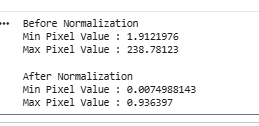 Before Normalization
Min Pixel Value : 1.9121976
Max Pixel Value : 238.78123
After Normalization
Min Pixel Value : 0.0074988143
Max Pixel Value : 0.936397